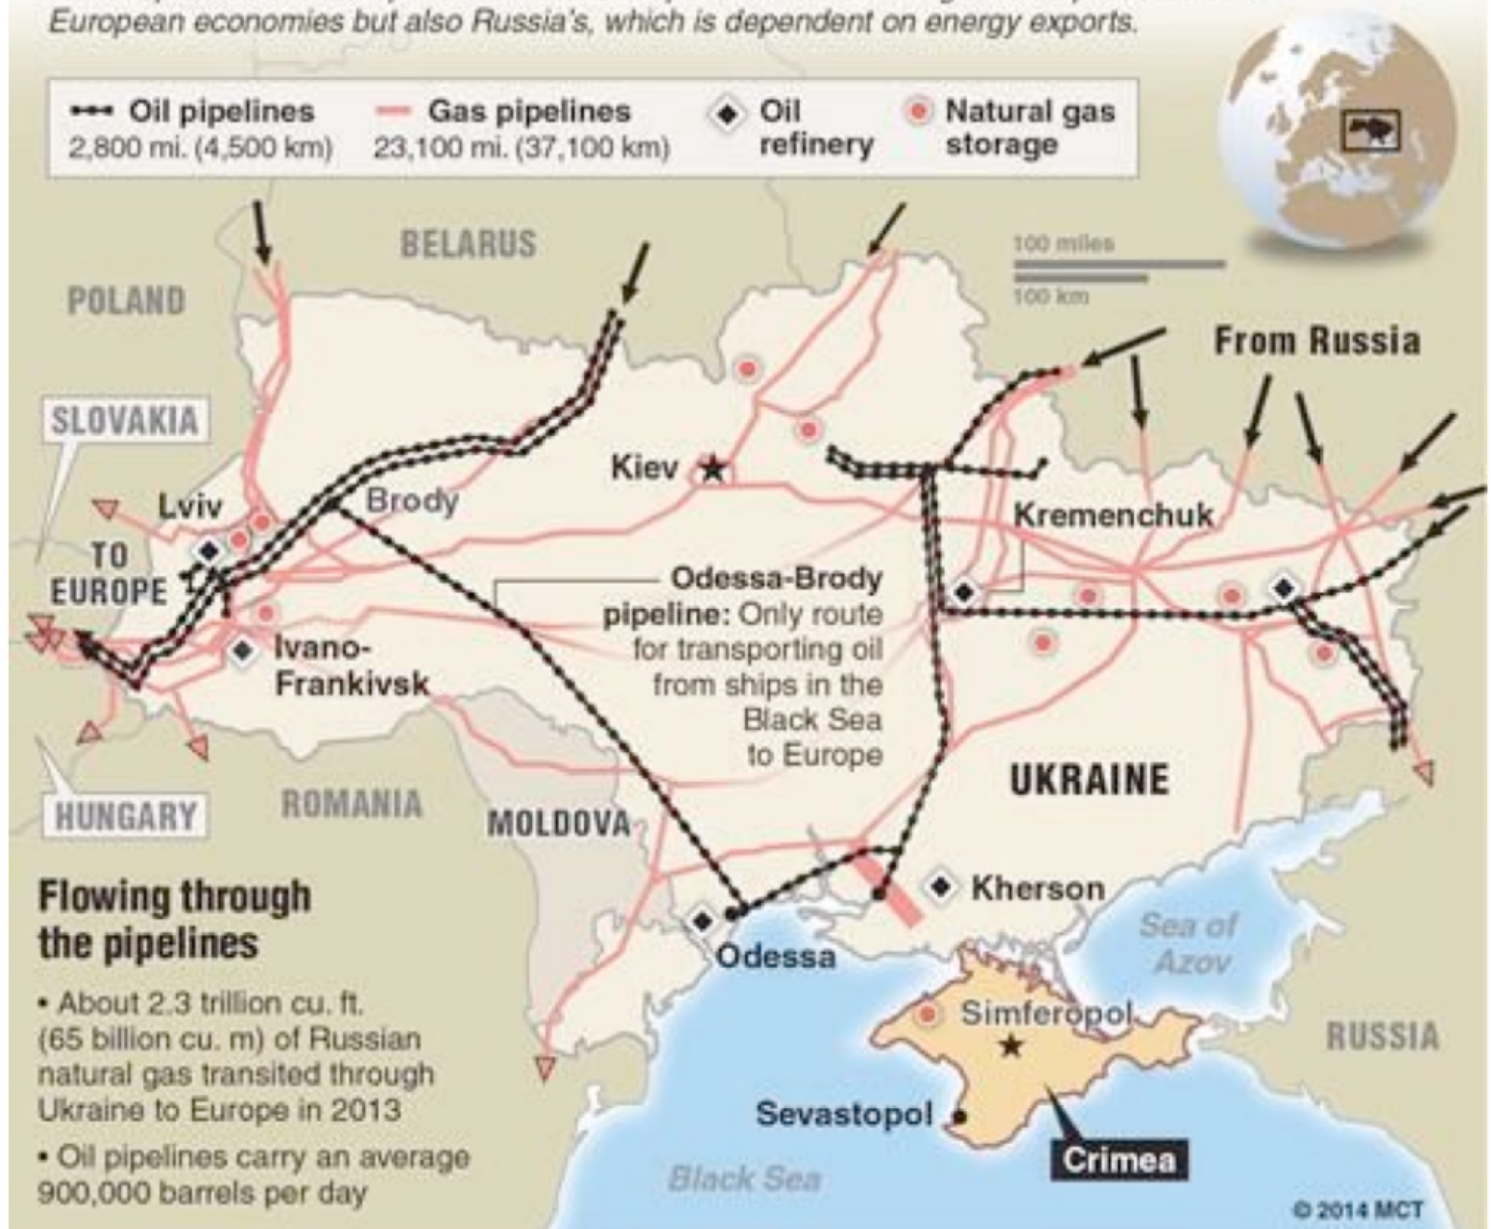 European economies but also Russia's, which is dependent on energy exports.
Oil pipelines
2,800 mi. (4,500 km)
Gas pipelines
23,100 mi. (37,100 km)
Oil
refinery
Natural gas
storage
100 miles
100 km
BELARUS
POLAND
From Russia
SLOVAKIA
Kiev
Lviv
Brody
Kremenchuk
TO
EUROPE
Odessa-Brody
pipeline: Only route
for transporting oil
from ships in the
Black Sea
to Europe
Ivano-
Frankivsk
UKRAINE
HUNGARY
ROMANIA
MOLDOVA
Kherson
Odessa
Sea of
Azov
Simferopol
RUSSIA
Sevastopol
Crimea
Black Sea
Flowing through
the pipelines
• About 2.3 trillion cu. ft.
(65 billion cu. m) of Russian
natural gas transited through
Ukraine to Europe in 2013
• Oil pipelines carry an average
900,000 barrels per day
© 2014 MCT